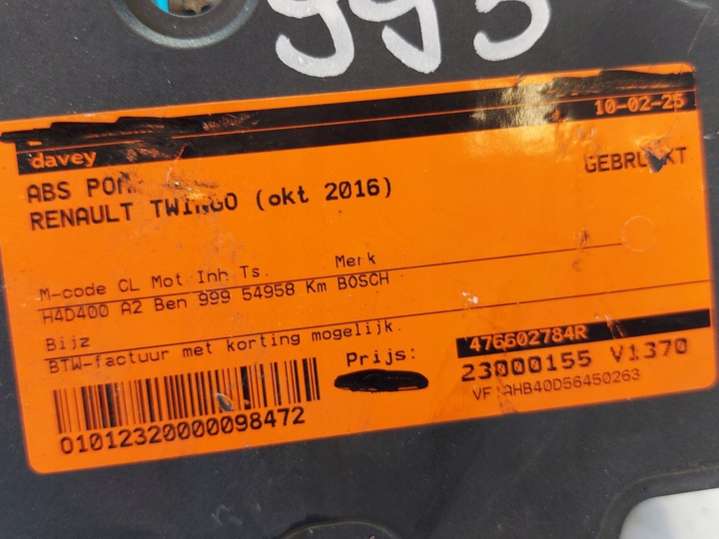 993
10-02-25
davey
ABS POM
GEBRUIKT
RENAULT TWINGO (okt 2016)
M-code CL Mot Inh Ts. Merk
H4D400 A2 Ben 999 54958 Km BOSCH
Bijz
BTW-factuur met korting mogelijk.
Prijs:
476602784R
23000155 V1370
VF1AHB40D56450263
01012320000098472